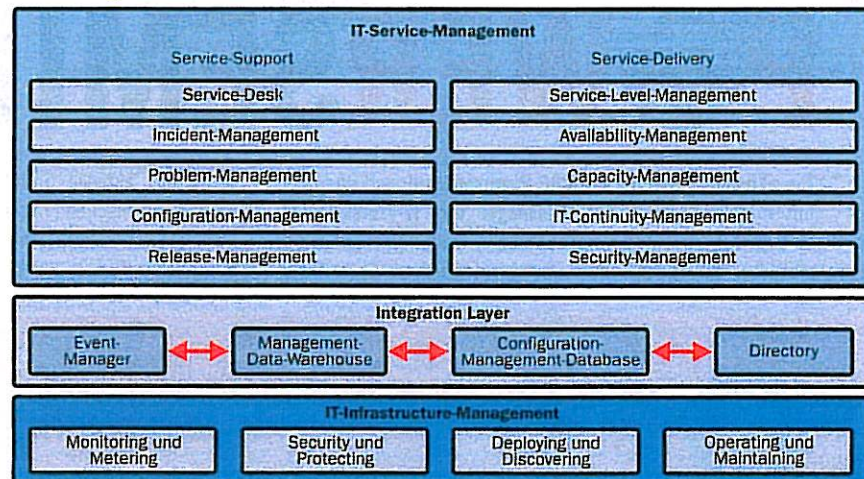 IT-Service-Management
Service-Support
Service-Desk
Incident-Management
Problem-Management
Configuration-Management
Release-Management
Service-Delivery
Service-Level-Management
Availability-Management
Capacity-Management
IT-Continuity-Management
Security-Management
Integration Layer
Event-
Manager
Management-
Data-Warehouse
Configuration-
Management-Database
Directory
IT-Infrastructure-Management
Monitoring und
Metering
Security und
Protecting
Deploying und
Discovering
Operating und
Maintaining